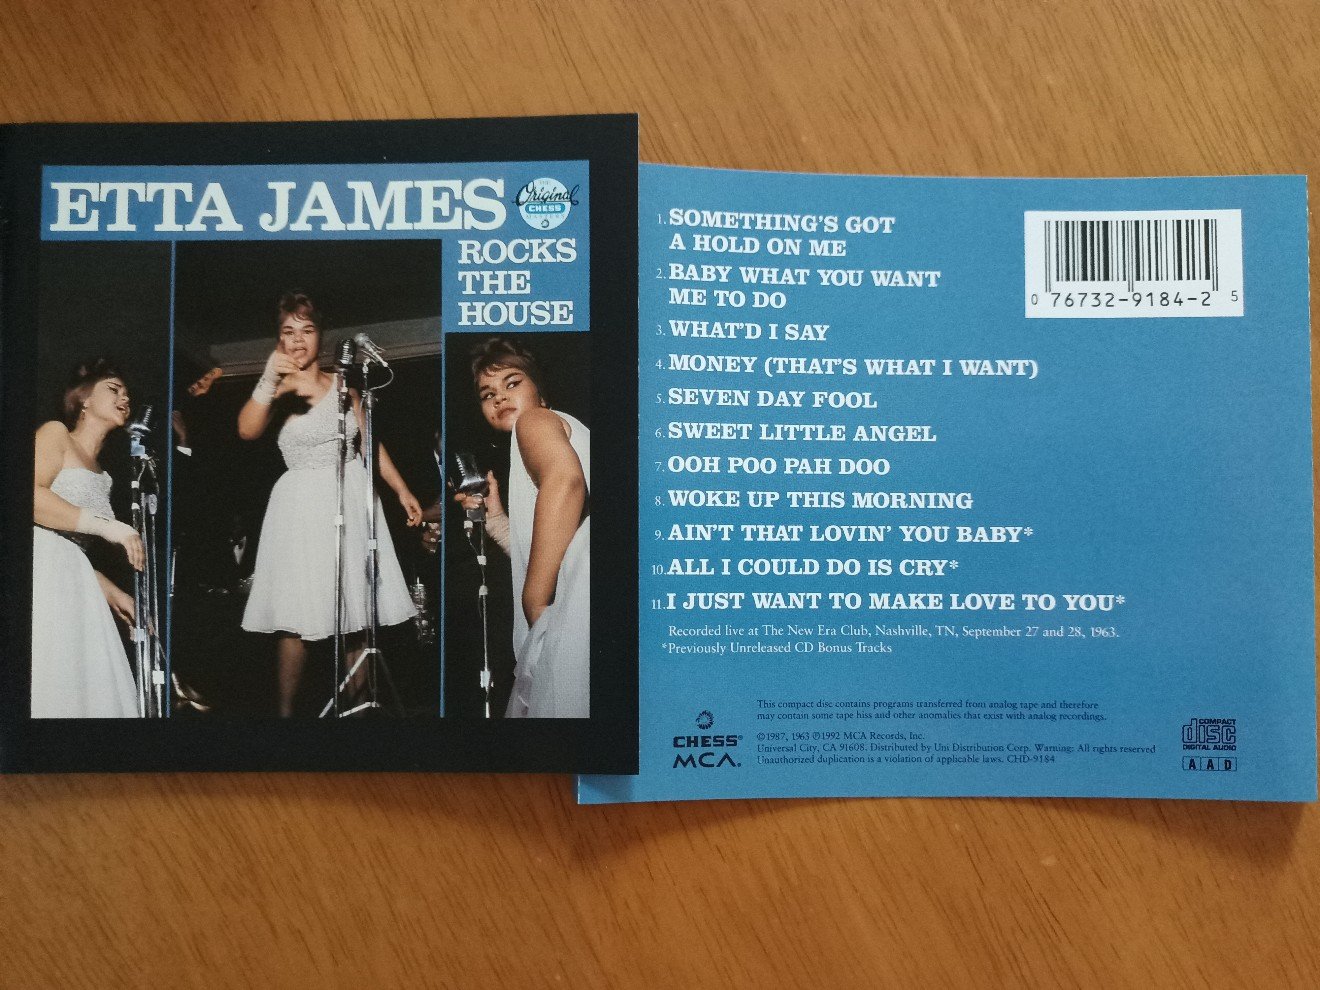 ETTA JAMES
Original
CHESS
ROCKS
THE
HOUSE
1. SOMETHING'S GOT
A HOLD ON ME
2. BABY WHAT YOU WANT
ME TO DO
3. WHAT'D I SAY
4. MONEY (THAT'S WHAT I WANT)
5. SEVEN DAY FOOL
6. SWEET LITTLE ANGEL
7. OOH POO PAH DOO
8. WOKE UP THIS MORNING
9. AIN'T THAT LOVIN' YOU BABY*
10. ALL I COULD DO IS CRY*
11. I JUST WANT TO MAKE LOVE TO YOU*
Recorded live at The New Era Club, Nashville, TN, September 27 and 28, 1963.
*Previously Unreleased CD Bonus Tracks
0 76732-9184-2 5
This compact disc contains programs transferred from analog tape and therefore
may contain some tape hiss and other anomalies that exist with analog recordings.
CHESS®
MCA.
©1987, 1963 ℗1992 MCA Records, Inc.
Universal City, CA 91608. Distributed by Uni Distribution Corp. Warning: All rights reserved
Unauthorized duplication is a violation of applicable laws. CHD-9184
COMPACT
disc
DIGITAL AUDIO
A A D